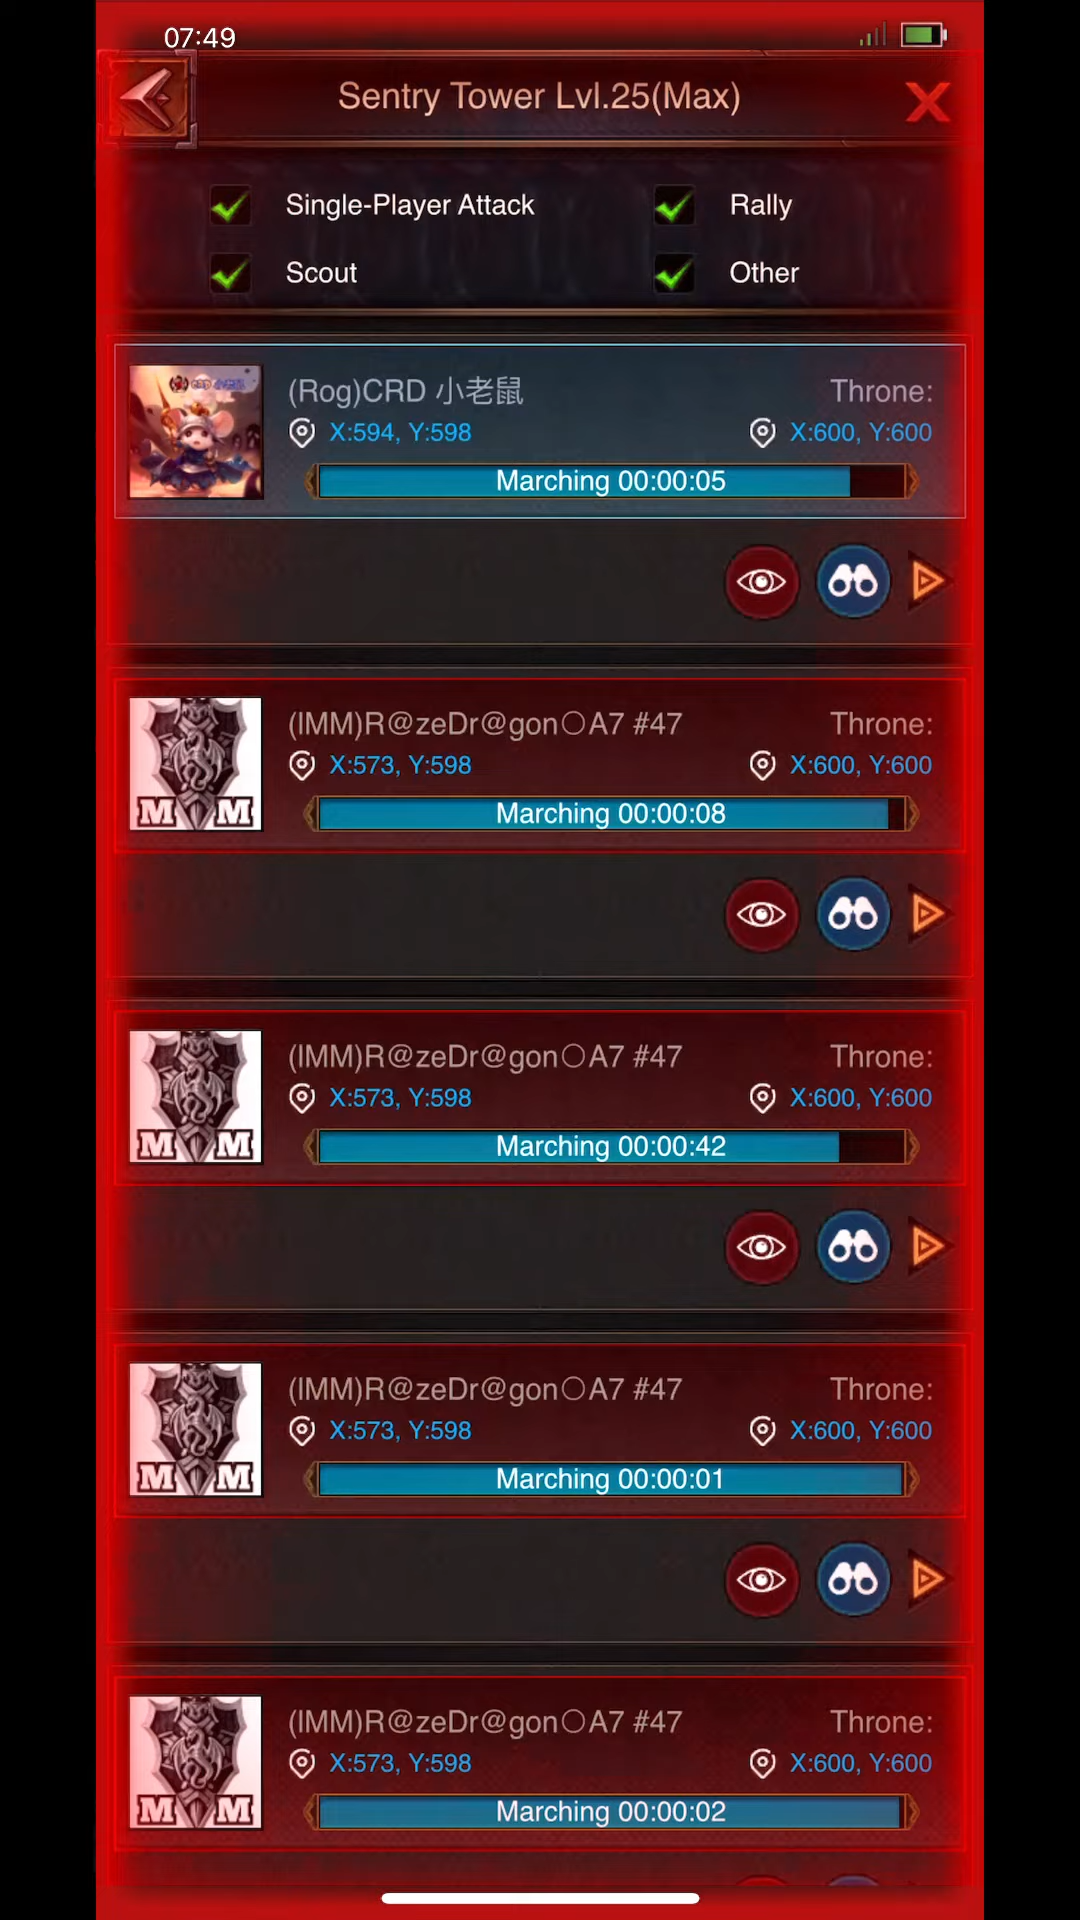 07:49
Sentry Tower Lvl.25(Max)
Single-Player Attack
Rally
Scout
Other
(Rog)CRD 小老鼠
Throne:
X:594, Y:598
X:600, Y:600
Marching 00:00:05
(IMM)R@zeDr@gon〇A7 #47
Throne:
X:573, Y:598
X:600, Y:600
Marching 00:00:08
M M
(IMM)R@zeDr@gon〇A7 #47
Throne:
X:573, Y:598
X:600, Y:600
Marching 00:00:42
M M
(IMM)R@zeDr@gon〇A7 #47
Throne:
X:573, Y:598
X:600, Y:600
Marching 00:00:01
M M
(IMM)R@zeDr@gon〇A7 #47
Throne:
X:573, Y:598
X:600, Y:600
Marching 00:00:02
M M